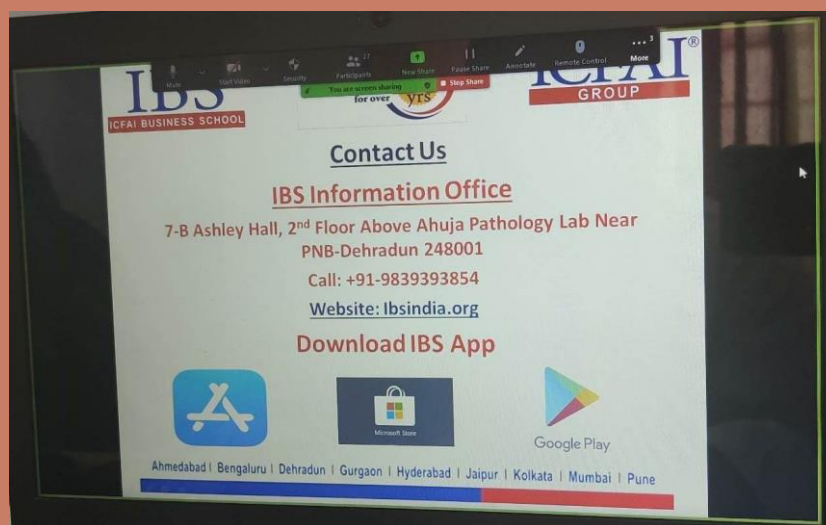 Mute
Start Video
Security
Participants
17
New Share
Pause Share
Annotate
Remote Control
3
More
You are screen sharing
Stop Share
IBS
ICFAI BUSINESS SCHOOL
for over yrs
ICFAI®
GROUP
Contact Us
IBS Information Office
7-B Ashley Hall, 2nd Floor Above Ahuja Pathology Lab Near
PNB-Dehradun 248001
Call: +91-9839393854
Website: Ibsindia.org
Download IBS App
Microsoft Store
Google Play
Ahmedabad | Bengaluru | Dehradun | Gurgaon | Hyderabad | Jaipur | Kolkata | Mumbai | Pune